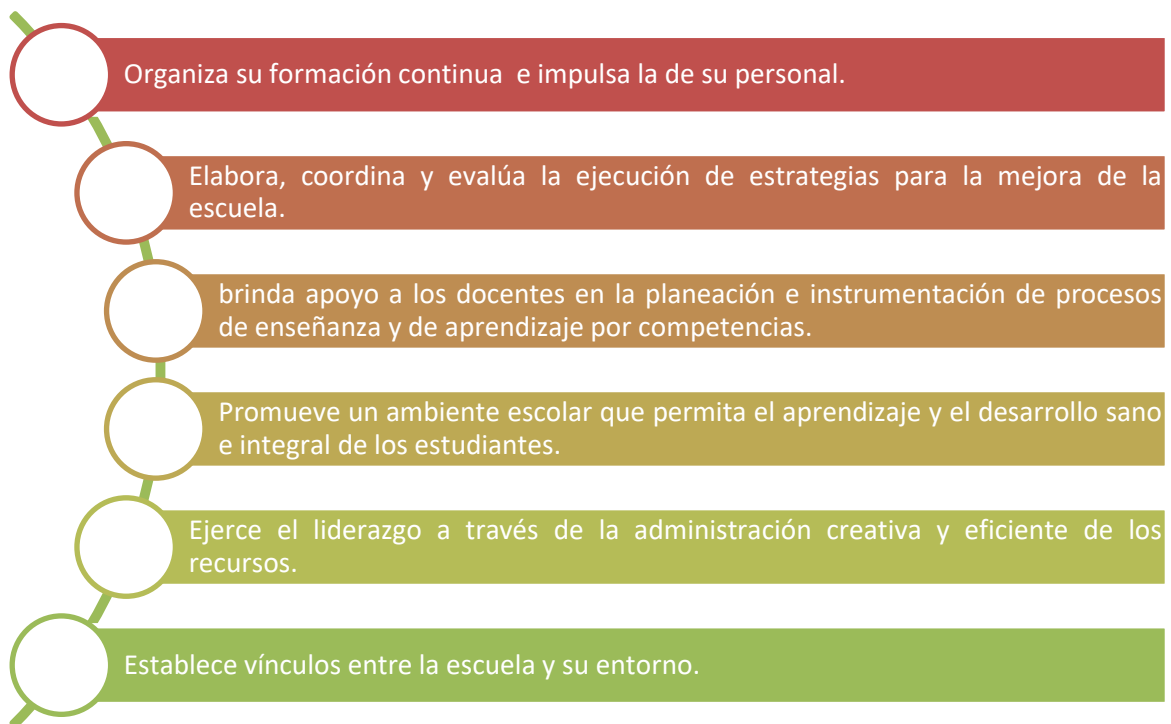 Organiza su formación continua e impulsa la de su personal.
Elabora, coordina y evalúa la ejecución de estrategias para la mejora de la
escuela.
brinda apoyo a los docentes en la planeación e instrumentación de procesos
de enseñanza y de aprendizaje por competencias.
Promueve un ambiente escolar que permita el aprendizaje y el desarrollo sano
e integral de los estudiantes.
Ejerce el liderazgo a través de la administración creativa y eficiente de los
recursos.
Establece vínculos entre la escuela y su entorno.